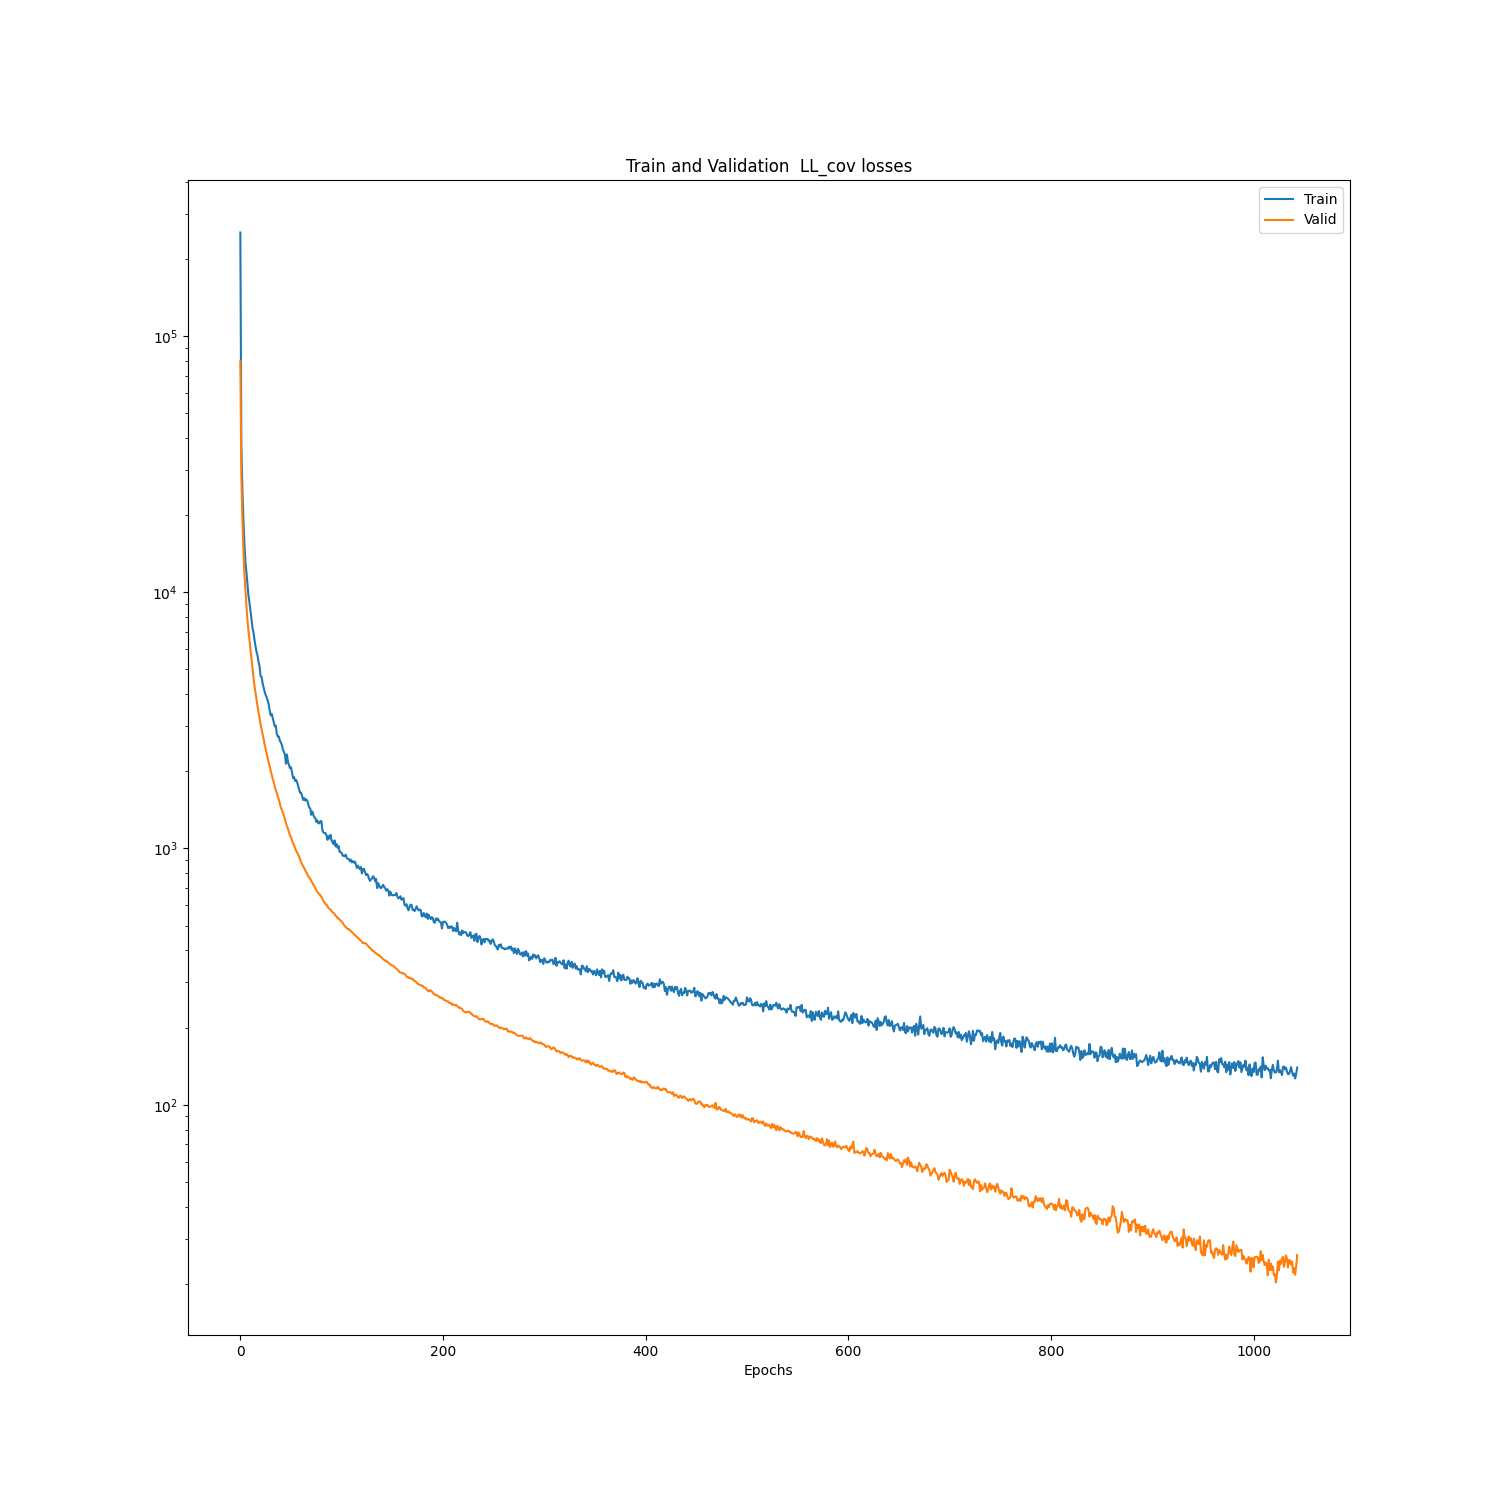 Train and Validation  LL_cov losses
Train
Valid
10^5
10^4
10^3
10^2
0 200 400 600 800 1000
Epochs